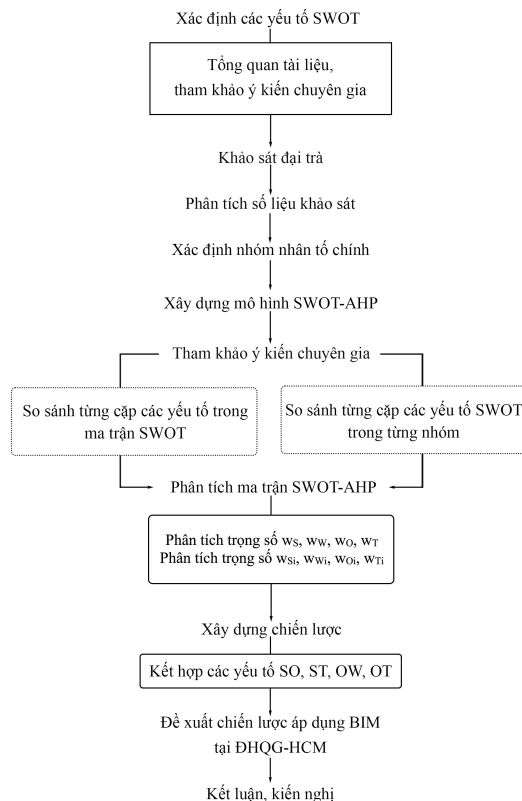 Xác định các yếu tố SWOT
Tổng quan tài liệu,
tham khảo ý kiến chuyên gia
Khảo sát đại trà
Phân tích số liệu khảo sát
Xác định nhóm nhân tố chính
Xây dựng mô hình SWOT-AHP
Tham khảo ý kiến chuyên gia
So sánh từng cặp các yếu tố trong
ma trận SWOT
So sánh từng cặp các yếu tố SWOT
trong từng nhóm
Phân tích ma trận SWOT-AHP
Phân tích trọng số wS, wW, wO, wT
Phân tích trọng số wSi, wWi, wOi, wTi
Xây dựng chiến lược
Kết hợp các yếu tố SO, ST, OW, OT
Đề xuất chiến lược áp dụng BIM
tại ĐHQG-HCM
Kết luận, kiến nghị